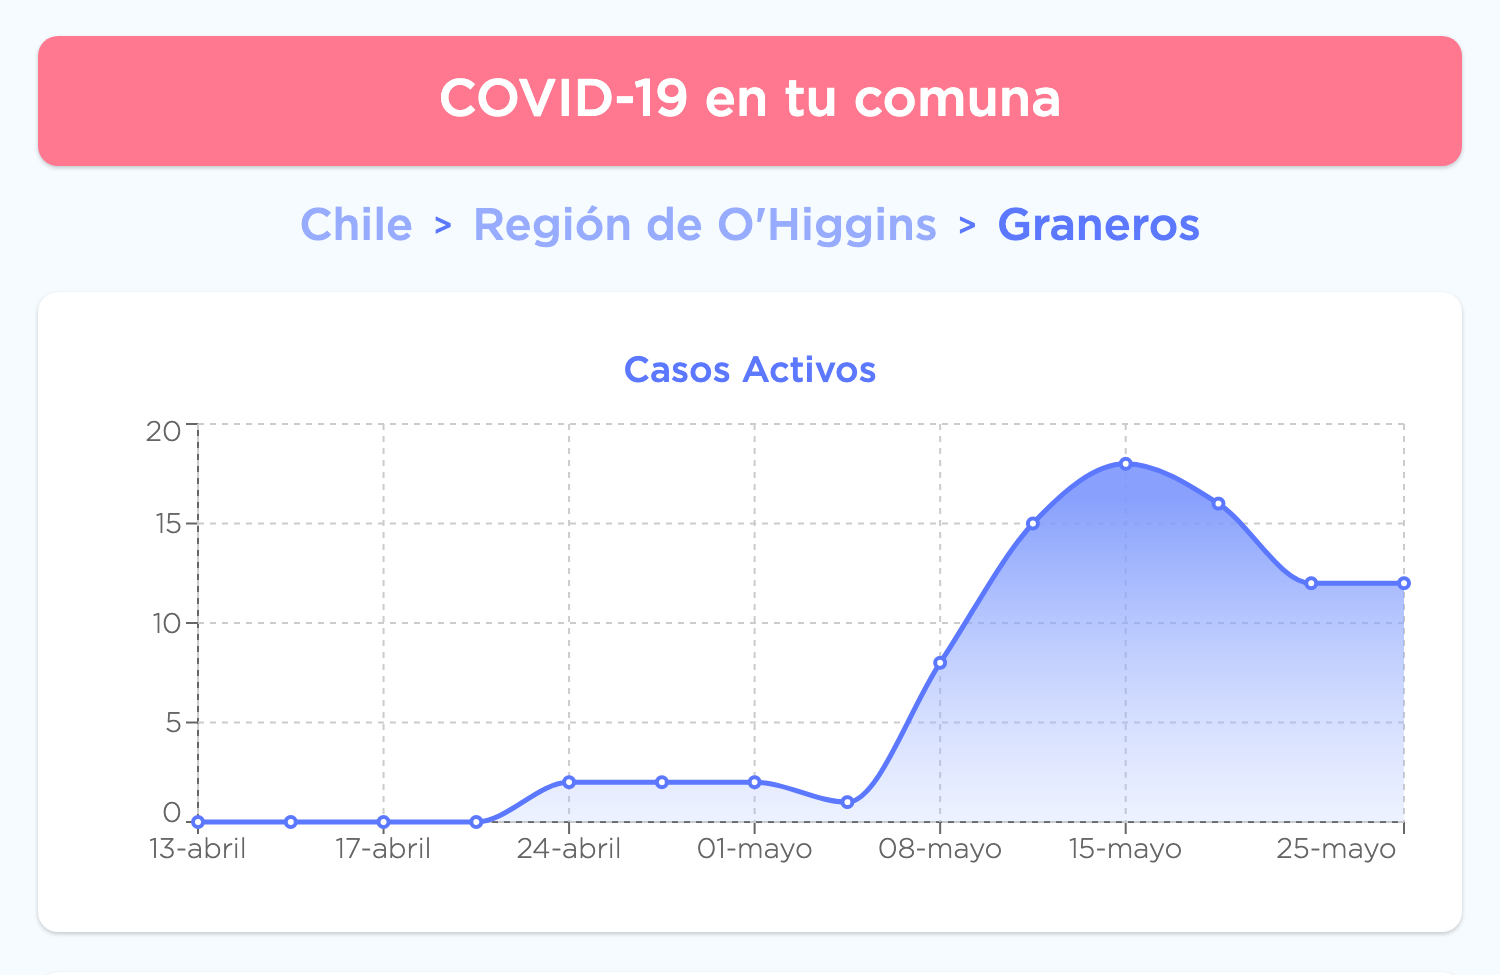 COVID-19 en tu comuna
Chile > Región de O'Higgins > Graneros
Casos Activos
20
15
10
5
0
13-abril 17-abril 24-abril 01-mayo 08-mayo 15-mayo 25-mayo